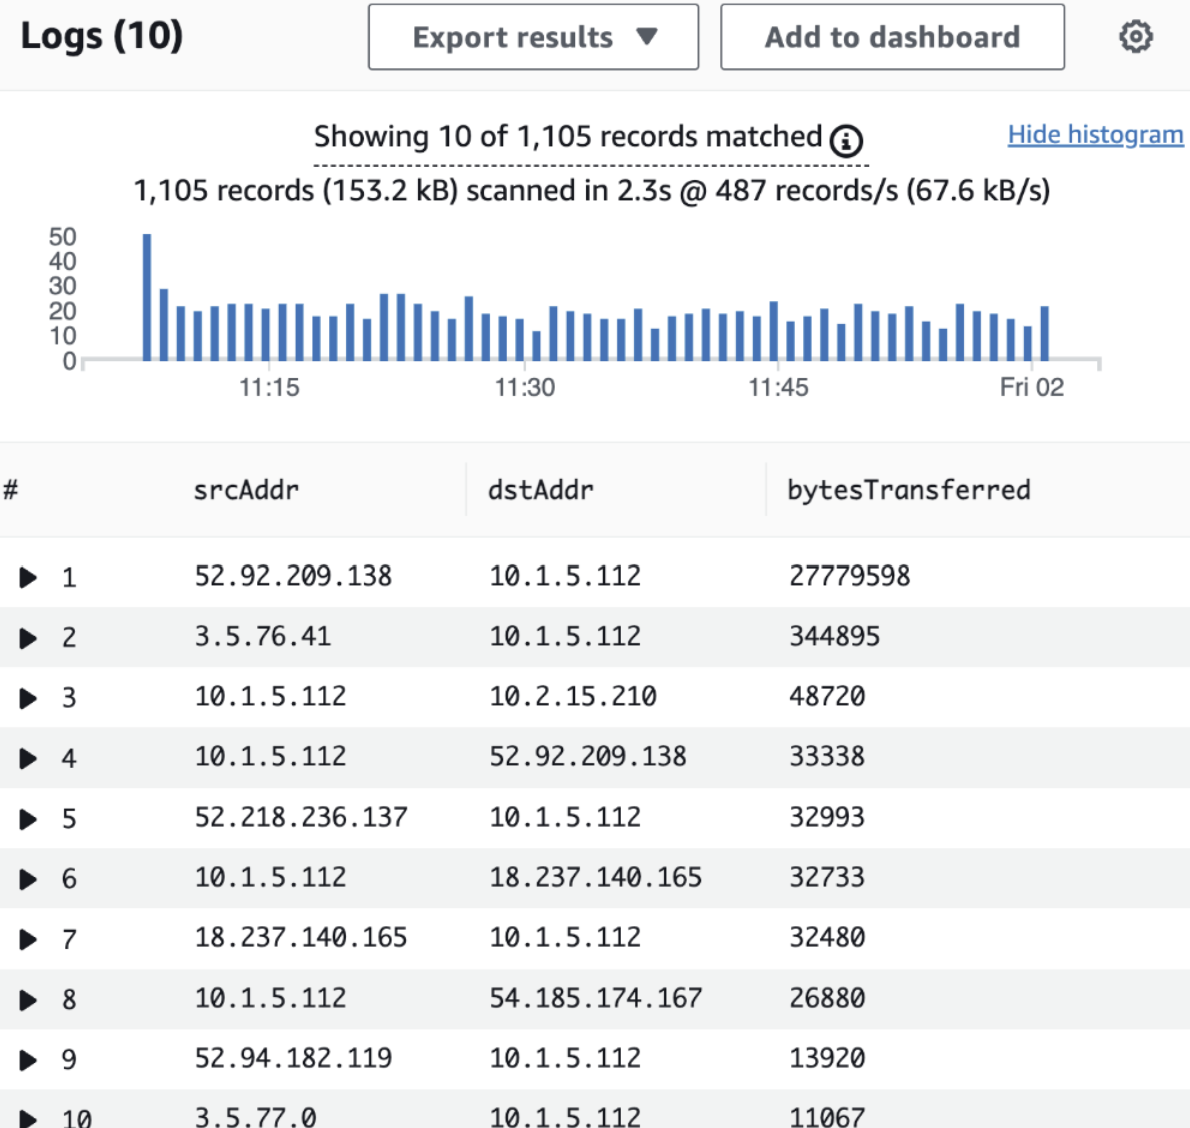 Logs (10) Export results Add to dashboard
Showing 10 of 1,105 records matched
Hide histogram
1,105 records (153.2 kB) scanned in 2.3s @ 487 records/s (67.6 kB/s)
50
40
30
20
10
0
11:15 11:30 11:45 Fri 02
# srcAddr dstAddr bytesTransferred
1 52.92.209.138 10.1.5.112 27779598
2 3.5.76.41 10.1.5.112 344895
3 10.1.5.112 10.2.15.210 48720
4 10.1.5.112 52.92.209.138 33338
5 52.218.236.137 10.1.5.112 32993
6 10.1.5.112 18.237.140.165 32733
7 18.237.140.165 10.1.5.112 32480
8 10.1.5.112 54.185.174.167 26880
9 52.94.182.119 10.1.5.112 13920
10 3.5.77.0 10.1.5.112 11067